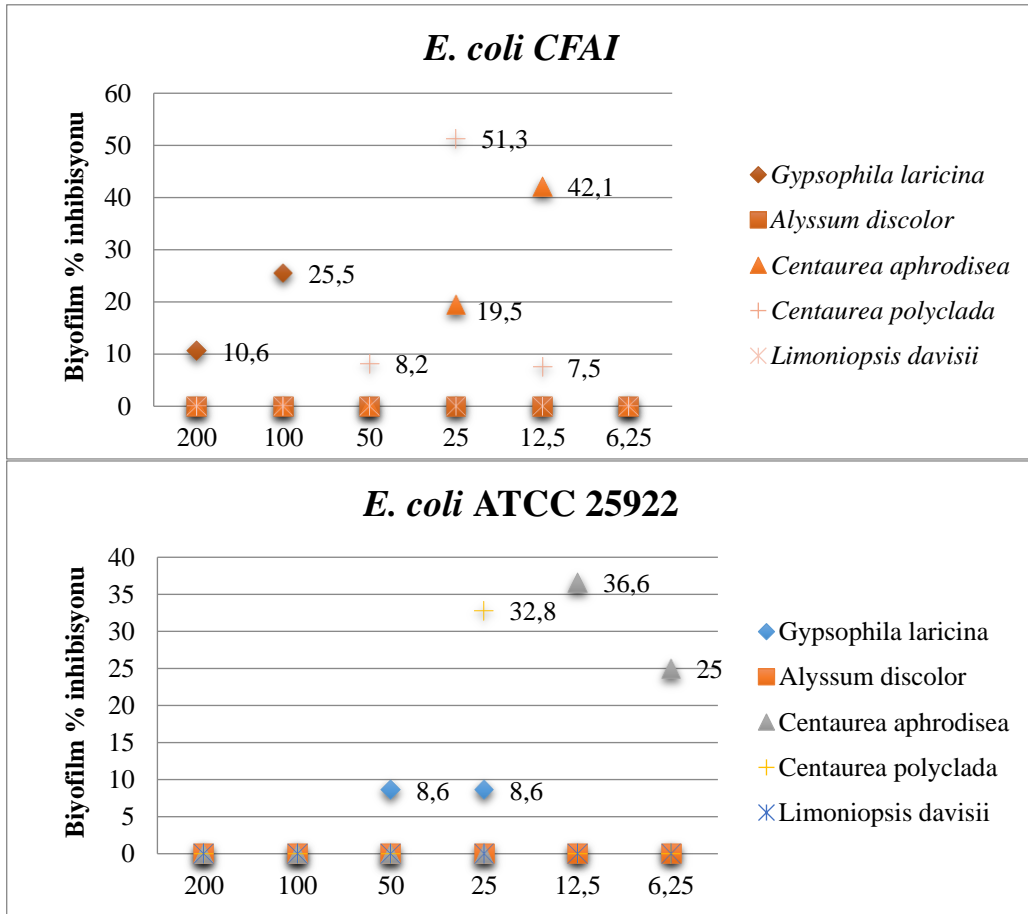 E. coli CFAI
Biyofilm % inhibisyonu
60
50
40
30
20
10
0
10,6
25,5
8,2
51,3
19,5
42,1
7,5
200 100 50 25 12,5 6,25
Gypsophila laricina
Alyssum discolor
Centaurea aphrodisea
Centaurea polyclada
Limoniopsis davisii
E. coli ATCC 25922
Biyofilm % inhibisyonu
40
35
30
25
20
15
10
5
0
8,6
8,6
32,8
36,6
25
200 100 50 25 12,5 6,25
Gypsophila laricina
Alyssum discolor
Centaurea aphrodisea
Centaurea polyclada
Limoniopsis davisii